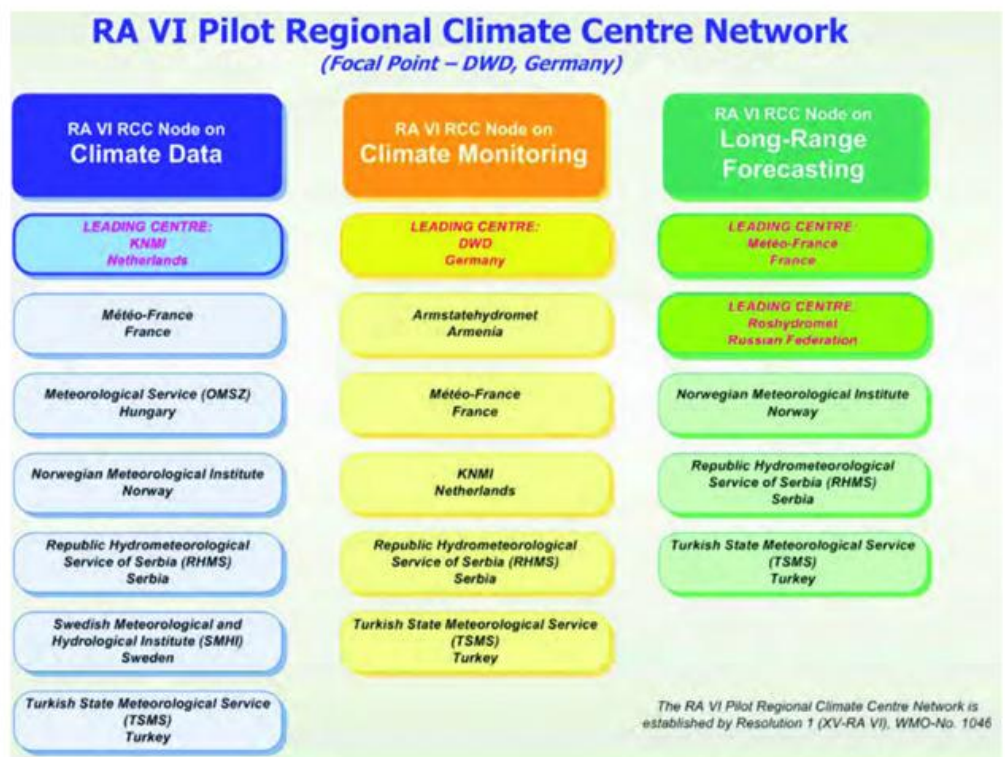 RA VI Pilot Regional Climate Centre Network
(Focal Point – DWD, Germany)
RA VI RCC Node on
Climate Data
LEADING CENTRE:
KNMI
Netherlands
Météo-France
France
Meteorological Service (OMSZ)
Hungary
Norwegian Meteorological Institute
Norway
Republic Hydrometeorological
Service of Serbia (RHMS)
Serbia
Swedish Meteorological and
Hydrological Institute (SMHI)
Sweden
Turkish State Meteorological Service
(TSMS)
Turkey
RA VI RCC Node on
Climate Monitoring
LEADING CENTRE:
DWD
Germany
Armstatehydromet
Armenia
Météo-France
France
KNMI
Netherlands
Republic Hydrometeorological
Service of Serbia (RHMS)
Serbia
Turkish State Meteorological Service
(TSMS)
Turkey
RA VI RCC Node on
Long-Range
Forecasting
LEADING CENTRE:
Météo-France
France
LEADING CENTRE:
Roshydromet
Russian Federation
Norwegian Meteorological Institute
Norway
Republic Hydrometeorological
Service of Serbia (RHMS)
Serbia
Turkish State Meteorological Service
(TSMS)
Turkey
The RA VI Pilot Regional Climate Centre Network is
established by Resolution 1 (XV-RA VI), WMO-No. 1046